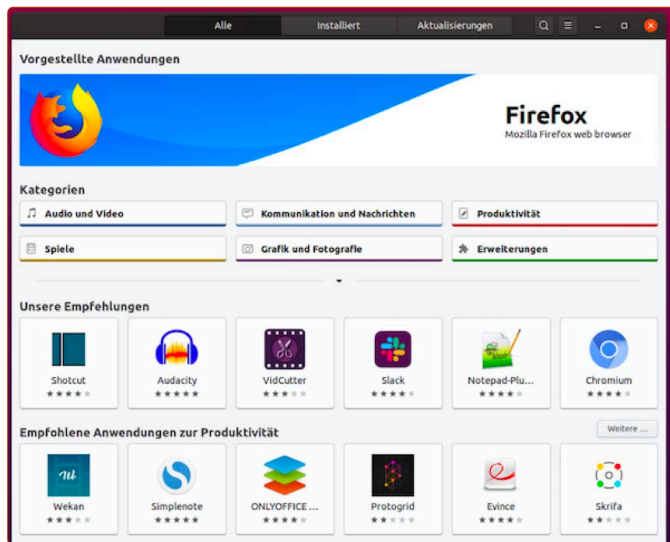 Alle Installiert Aktualisierungen
Vorgestellte Anwendungen
Firefox
Mozilla Firefox web browser
Kategorien
Audio und Video Kommunikation und Nachrichten Produktivität
Spiele Grafik und Fotografie Erweiterungen
Unsere Empfehlungen
Shotcut Audacity VidCutter Slack Notepad-Plu... Chromium
Empfohlene Anwendungen zur Produktivität Weitere ...
Wekan Simplenote ONLYOFFICE ... Protogrid Evince Skrifa